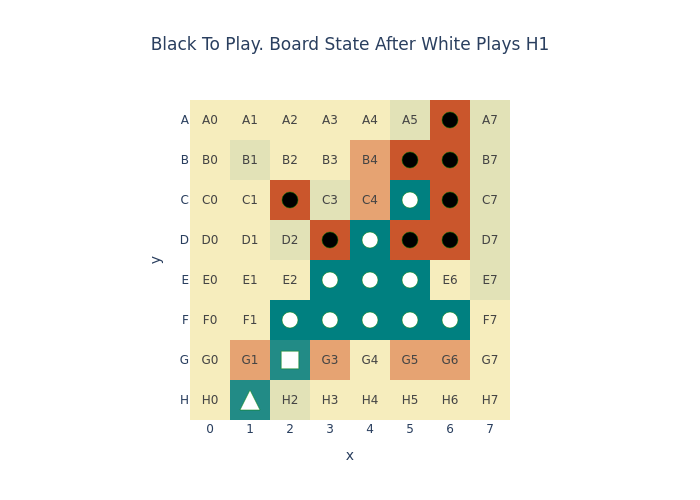 Black To Play. Board State After White Plays H1
A A0 A1 A2 A3 A4 A5 A7
B B0 B1 B2 B3 B4 B7
C C0 C1 C3 C4 C7
D D0 D1 D2 D7
y
E E0 E1 E2 E6 E7
F F0 F1 F7
G G0 G1 G3 G4 G5 G6 G7
H H0 H2 H3 H4 H5 H6 H7
0 1 2 3 4 5 6 7
x